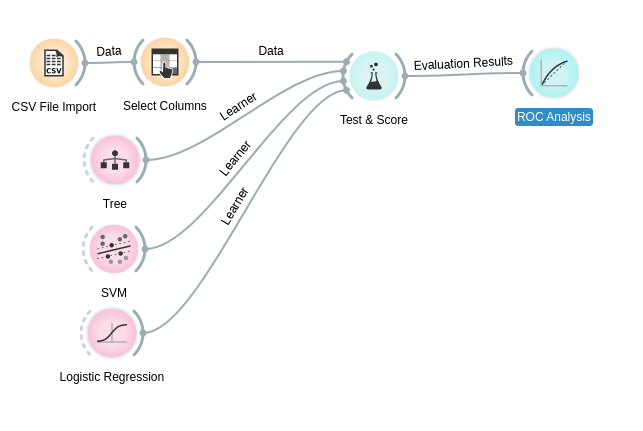 Data
Data
Evaluation Results
CSV
CSV File Import
Select Columns
Learner
Test & Score
ROC Analysis
Learner
Tree
Learner
SVM
Logistic Regression